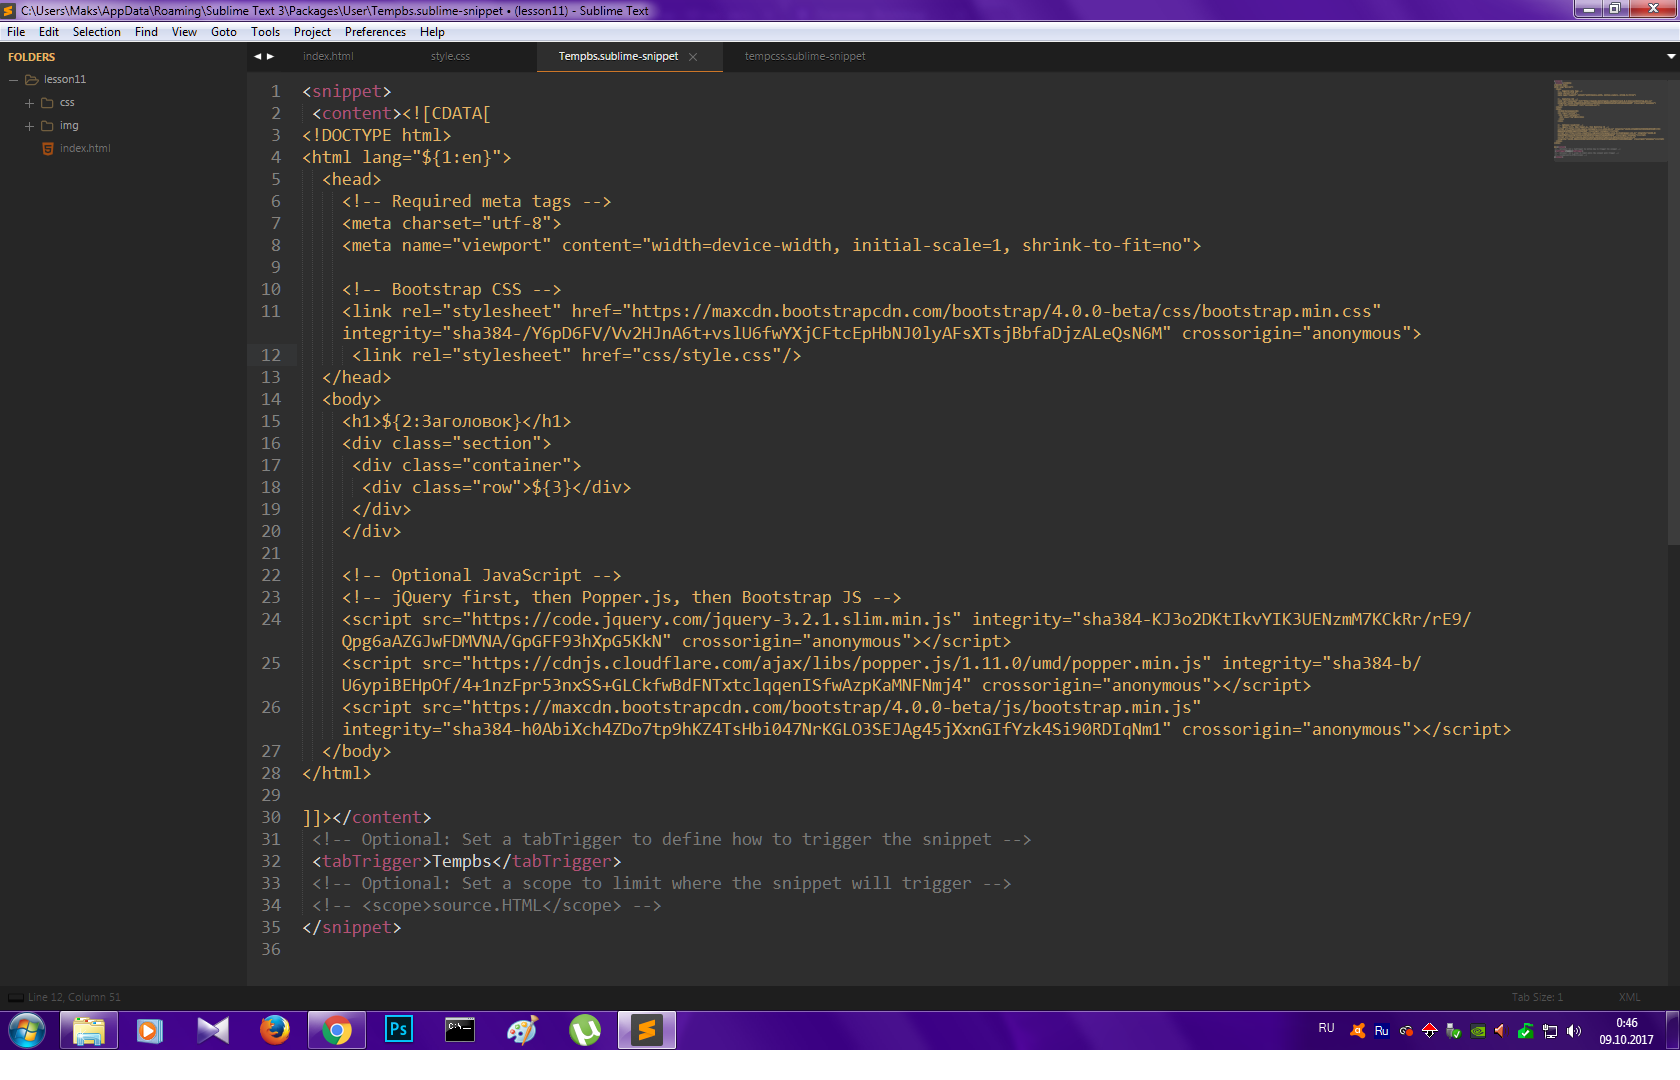 C:\Users\Maks\AppData\Roaming\Sublime Text 3\Packages\User\Tempbs.sublime-snippet • (lesson11) - Sublime Text
File Edit Selection Find View Goto Tools Project Preferences Help
FOLDERS
lesson11
css
img
index.html
index.html style.css Tempbs.sublime-snippet tempcss.sublime-snippet
1 <snippet>
2 <content><![CDATA[
3 <!DOCTYPE html>
4 <html lang="${1:en}">
5 <head>
6 <!-- Required meta tags -->
7 <meta charset="utf-8">
8 <meta name="viewport" content="width=device-width, initial-scale=1, shrink-to-fit=no">
9
10 <!-- Bootstrap CSS -->
11 <link rel="stylesheet" href="https://maxcdn.bootstrapcdn.com/bootstrap/4.0.0-beta/css/bootstrap.min.css"
integrity="sha384-/Y6pD6FV/Vv2HJnA6t+vslU6fwYXjCFtcEpHbNJ0lyAFsXTsjBbfaDjzALeQsN6M" crossorigin="anonymous">
12 <link rel="stylesheet" href="css/style.css"/>
13 </head>
14 <body>
15 <h1>${2:Заголовок}</h1>
16 <div class="section">
17 <div class="container">
18 <div class="row">${3}</div>
19 </div>
20 </div>
21
22 <!-- Optional JavaScript -->
23 <!-- jQuery first, then Popper.js, then Bootstrap JS -->
24 <script src="https://code.jquery.com/jquery-3.2.1.slim.min.js" integrity="sha384-KJ3o2DKtIkvYIK3UENzmM7KCkRr/rE9/
Qpg6aAZGJwFDMVNA/GpGFF93hXpG5KkN" crossorigin="anonymous"></script>
25 <script src="https://cdnjs.cloudflare.com/ajax/libs/popper.js/1.11.0/umd/popper.min.js" integrity="sha384-b/
U6ypiBEHpOf/4+1nzFpr53nxSS+GLCkfwBdFNTxtclqqenISfwAzpKaMNFNmj4" crossorigin="anonymous"></script>
26 <script src="https://maxcdn.bootstrapcdn.com/bootstrap/4.0.0-beta/js/bootstrap.min.js"
integrity="sha384-h0AbiXch4ZDo7tp9hKZ4TsHbi047NrKGLO3SEJAg45jXxnGIfYzk4Si90RDIqNm1" crossorigin="anonymous"></script>
27 </body>
28 </html>
29
30 ]]></content>
31 <!-- Optional: Set a tabTrigger to define how to trigger the snippet -->
32 <tabTrigger>Tempbs</tabTrigger>
33 <!-- Optional: Set a scope to limit where the snippet will trigger -->
34 <!-- <scope>source.HTML</scope> -->
35 </snippet>
36
Line 12, Column 51 Tab Size: 1 XML
Ps
RU Ru
0:46
09.10.2017